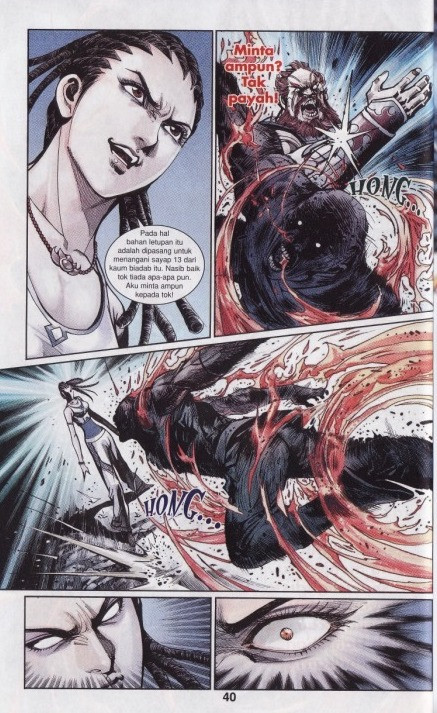 Minta
ampun?
Tak
payah!
HONG...
Pada hal
bahan letupan itu
adalah dipasang untuk
menangani sayap 13 dari
kaum biadab itu. Nasib baik
tok tiada apa-apa pun.
Aku minta ampun
kepada tok!
HONG...
40